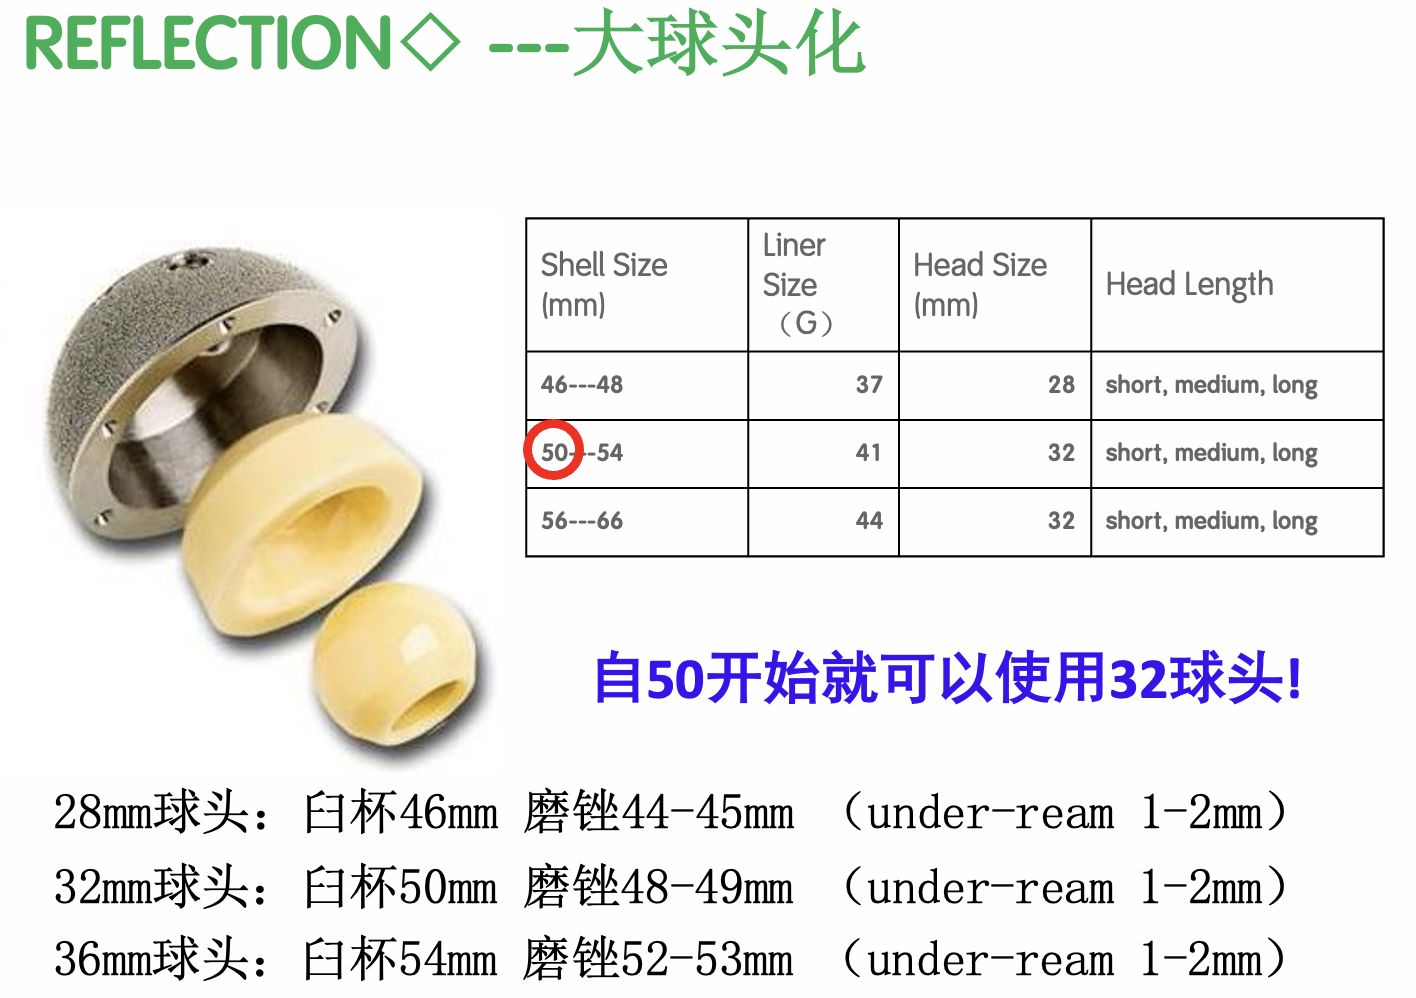 REFLECTION◇ ---大球头化
Shell Size (mm) Liner Size （G） Head Size (mm) Head Length
46---48 37 28 short, medium, long
50---54 41 32 short, medium, long
56---66 44 32 short, medium, long
自50开始就可以使用32球头!
28mm球头：臼杯46mm 磨锉44-45mm （under-ream 1-2mm）
32mm球头：臼杯50mm 磨锉48-49mm （under-ream 1-2mm）
36mm球头：臼杯54mm 磨锉52-53mm （under-ream 1-2mm）